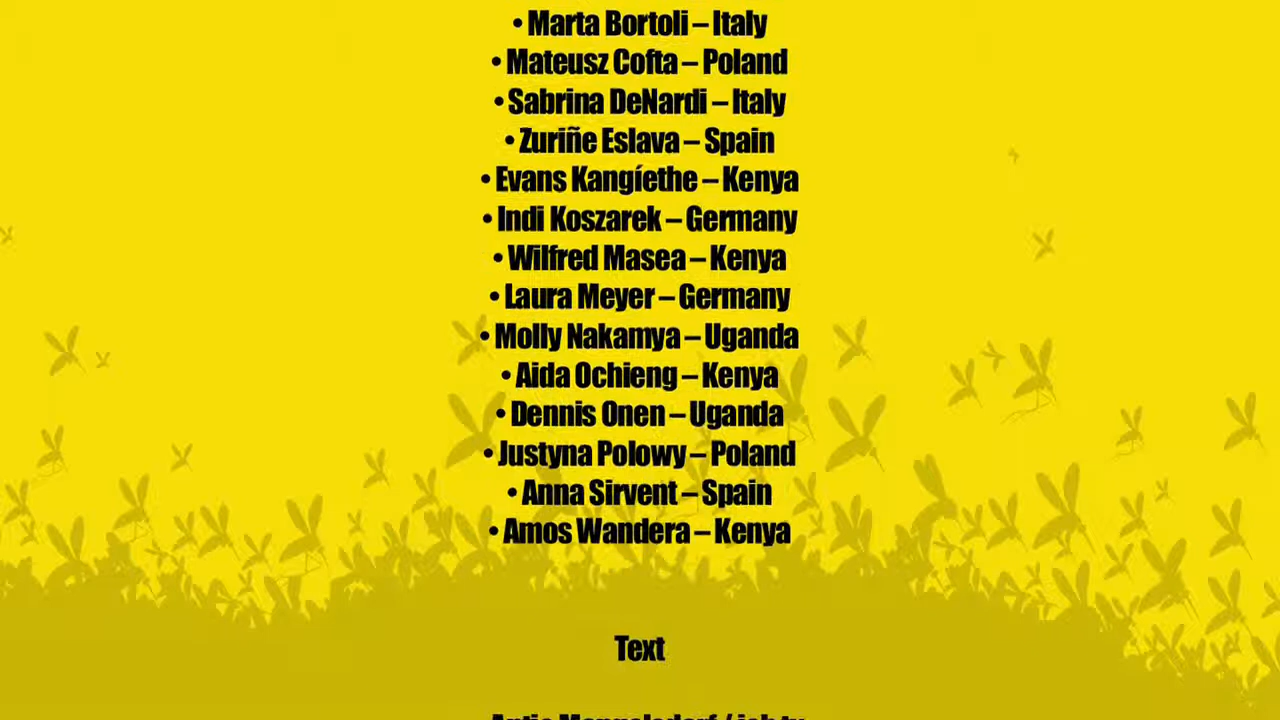 • Marta Bortoli – Italy
• Mateusz Cofta – Poland
• Sabrina DeNardi – Italy
• Zuriñe Eslava – Spain
• Evans Kangíethe – Kenya
• Indi Koszarek – Germany
• Wilfred Masea – Kenya
• Laura Meyer – Germany
• Molly Nakamya – Uganda
• Aida Ochieng – Kenya
• Dennis Onen – Uganda
• Justyna Polowy – Poland
• Anna Sirvent – Spain
• Amos Wandera – Kenya
Text